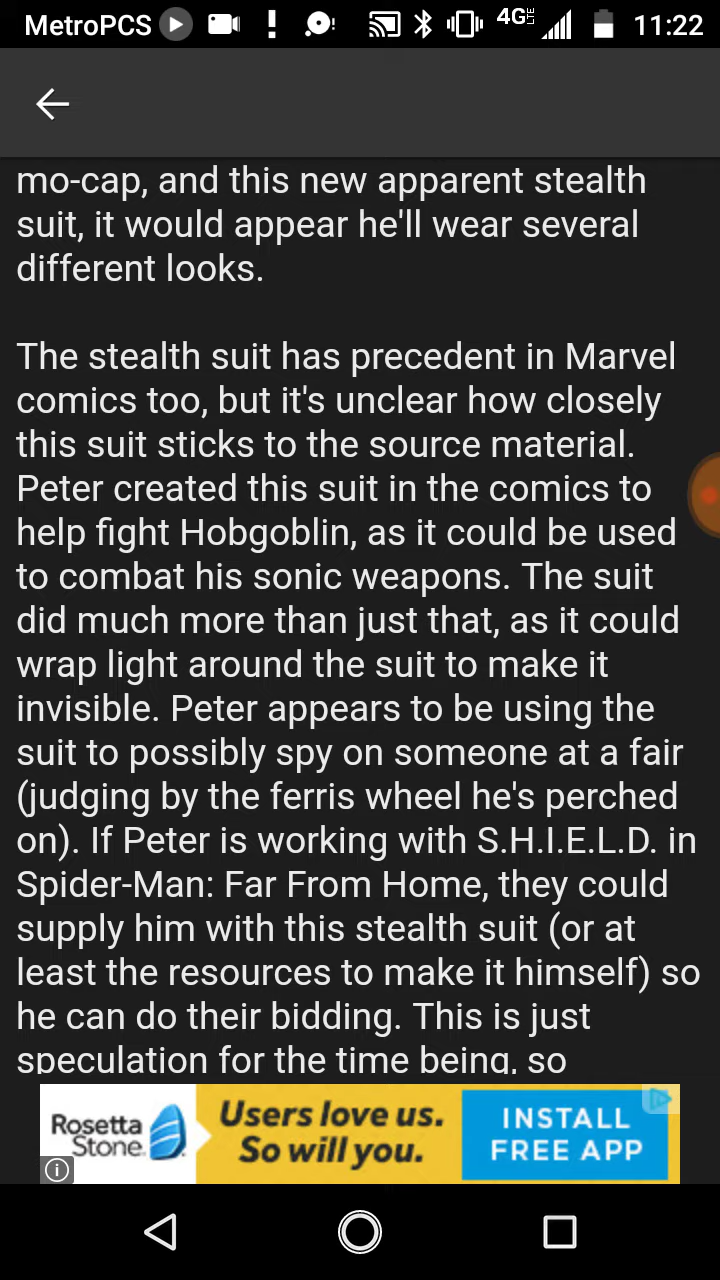 MetroPCS 4G LTE 11:22
mo-cap, and this new apparent stealth
suit, it would appear he'll wear several
different looks.
The stealth suit has precedent in Marvel
comics too, but it's unclear how closely
this suit sticks to the source material.
Peter created this suit in the comics to
help fight Hobgoblin, as it could be used
to combat his sonic weapons. The suit
did much more than just that, as it could
wrap light around the suit to make it
invisible. Peter appears to be using the
suit to possibly spy on someone at a fair
(judging by the ferris wheel he's perched
on). If Peter is working with S.H.I.E.L.D. in
Spider-Man: Far From Home, they could
supply him with this stealth suit (or at
least the resources to make it himself) so
he can do their bidding. This is just
speculation for the time being, so
Rosetta
Stone
Users love us.
So will you.
INSTALL
FREE APP